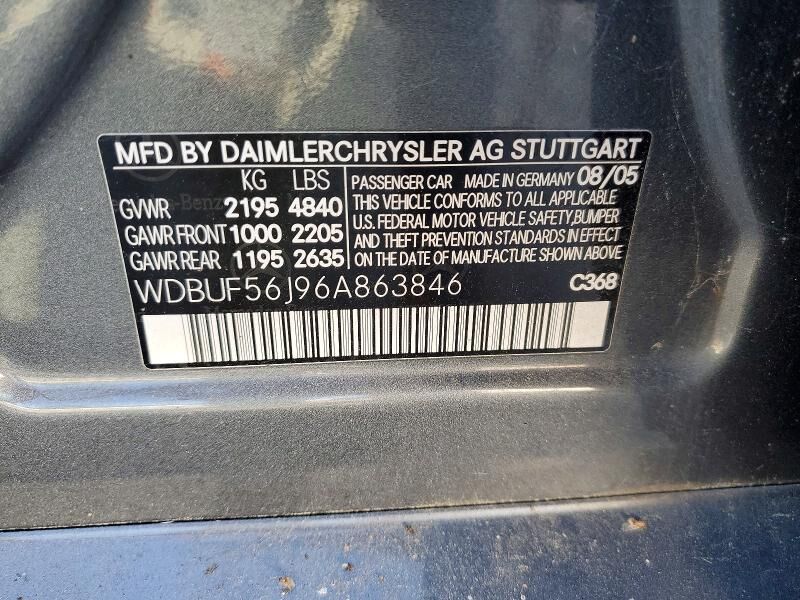 MFD BY DAIMLERCHRYSLER AG STUTTGART
KG LBS
GVWR 2195 4840
GAWR FRONT 1000 2205
GAWR REAR 1195 2635
PASSENGER CAR MADE IN GERMANY 08/05
THIS VEHICLE CONFORMS TO ALL APPLICABLE
U.S. FEDERAL MOTOR VEHICLE SAFETY, BUMPER
AND THEFT PREVENTION STANDARDS IN EFFECT
ON THE DATE OF MANUFACTURE SHOWN ABOVE
WDBUF56J96A863846
C368